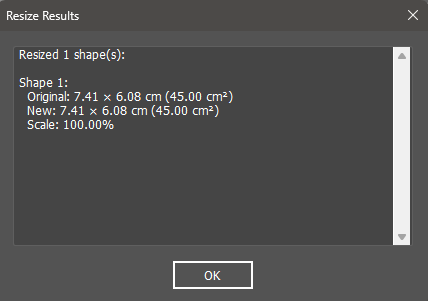 Resize Results
Resized 1 shape(s):
Shape 1:
Original: 7.41 × 6.08 cm (45.00 cm²)
New: 7.41 × 6.08 cm (45.00 cm²)
Scale: 100.00%
OK